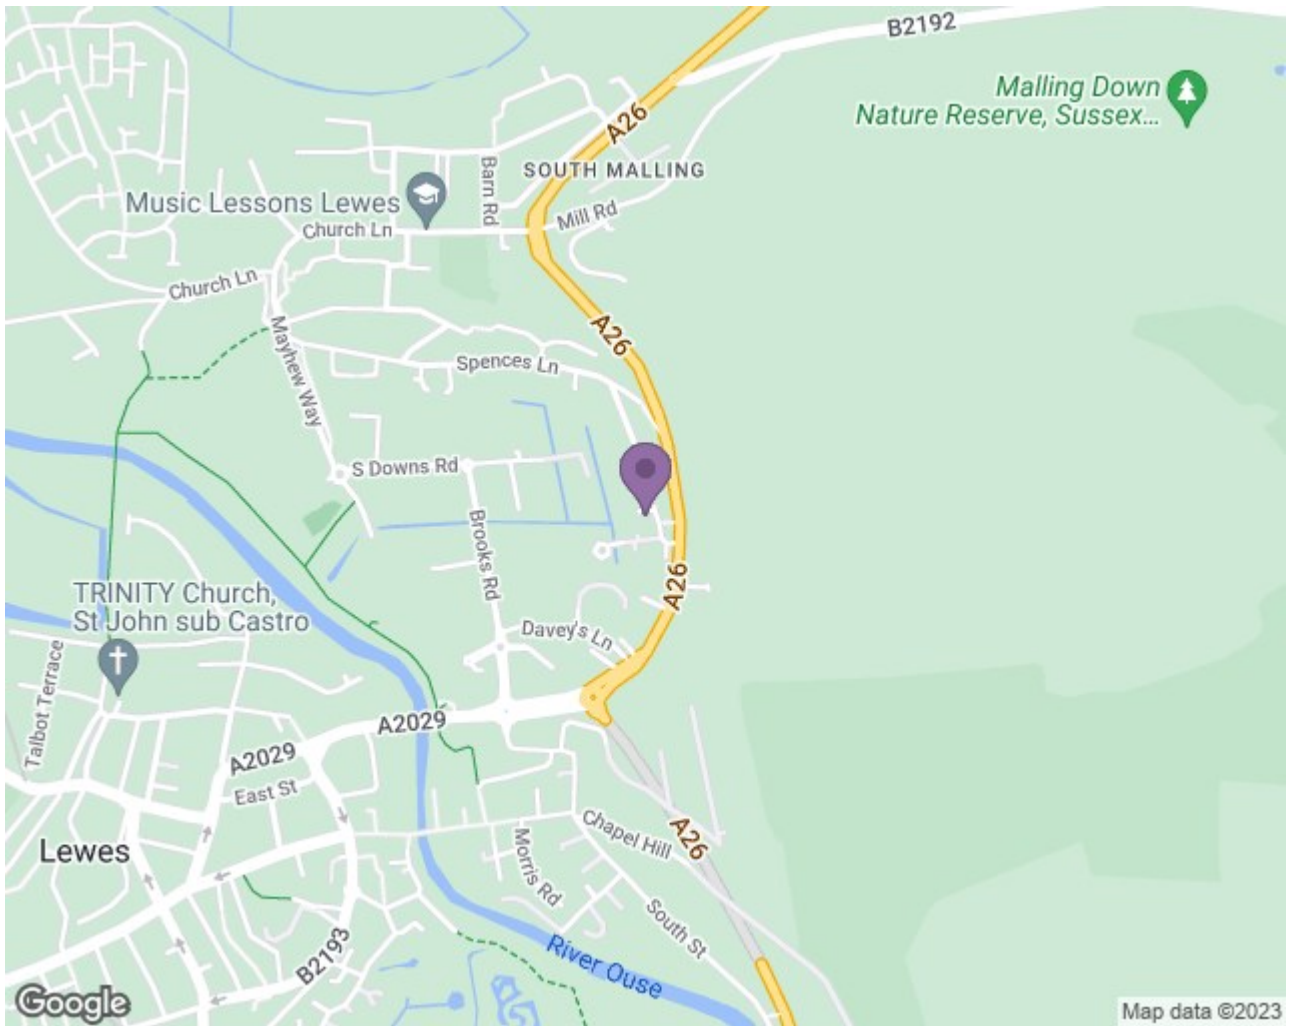 B2192
Malling Down
Nature Reserve, Sussex...
A26
SOUTH MALLING
Barn Rd
Music Lessons Lewes
Mill Rd
Church Ln
Church Ln
A26
Mayhew Way
Spences Ln
S Downs Rd
Brooks Rd
A26
TRINITY Church,
St John sub Castro
Davey's Ln
Talbot Terrace
A2029
A2029
East St
Chapel Hill
A26
Lewes
Morris Rd
South St
B2193
River Ouse
Google
Map data ©2023